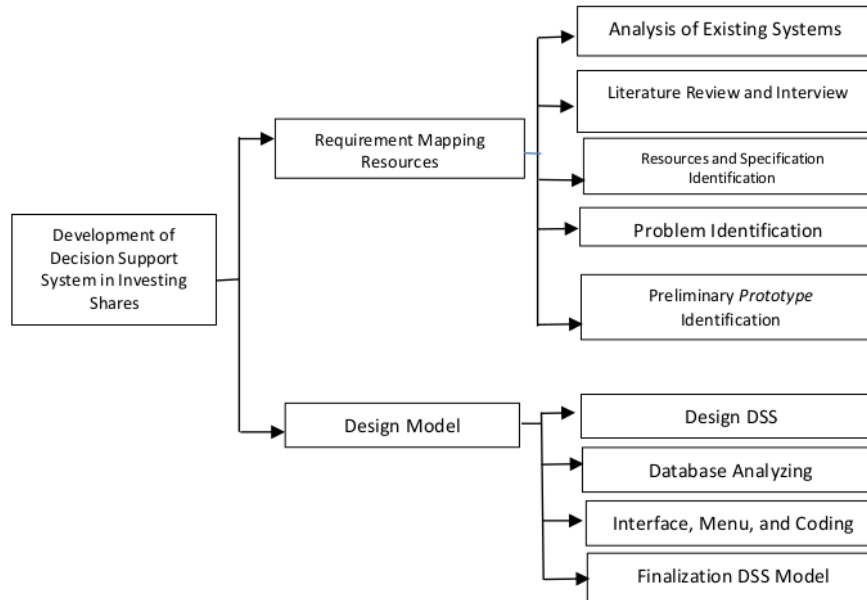 Development of
Decision Support
System in Investing
Shares
Requirement Mapping
Resources
Analysis of Existing Systems
Literature Review and Interview
Resources and Specification
Identification
Problem Identification
Preliminary Prototype
Identification
Design Model
Design DSS
Database Analyzing
Interface, Menu, and Coding
Finalization DSS Model